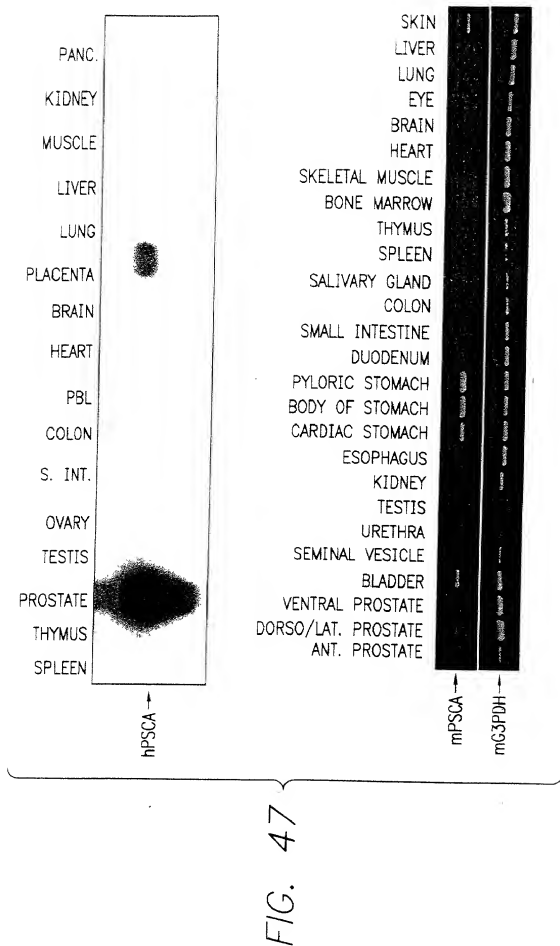 PANC.
KIDNEY
MUSCLE
LIVER
LUNG
PLACENTA
BRAIN
HEART
PBL
COLON
S. INT.
OVARY
TESTIS
PROSTATE
THYMUS
SPLEEN
hPSCA
SKIN
LIVER
LUNG
EYE
BRAIN
HEART
SKELETAL MUSCLE
BONE MARROW
THYMUS
SPLEEN
SALIVARY GLAND
COLON
SMALL INTESTINE
DUODENUM
PYLORIC STOMACH
BODY OF STOMACH
CARDIAC STOMACH
ESOPHAGUS
KIDNEY
TESTIS
URETHRA
SEMINAL VESICLE
BLADDER
VENTRAL PROSTATE
DORSO/LAT. PROSTATE
ANT. PROSTATE
mPSCA
mG3PDH
FIG. 47